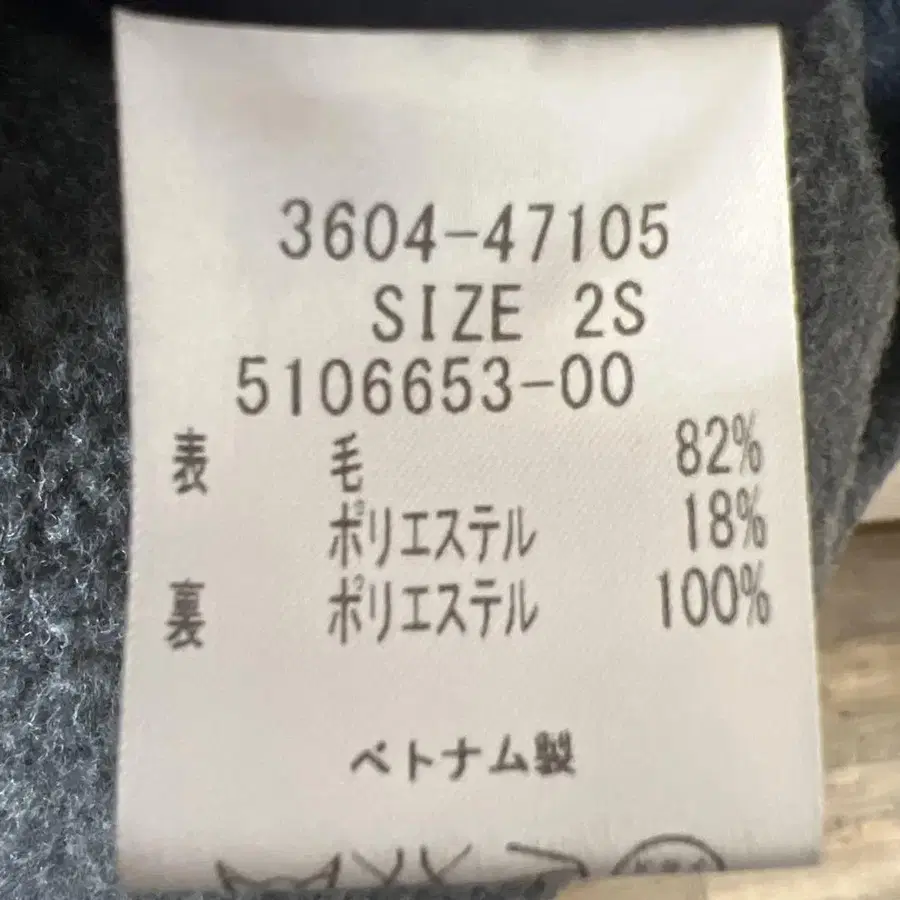 3604-47105
SIZE 2S
5106653-00
表 毛 82%
ポリエステル 18%
裏 ポリエステル 100%
ベトナム製